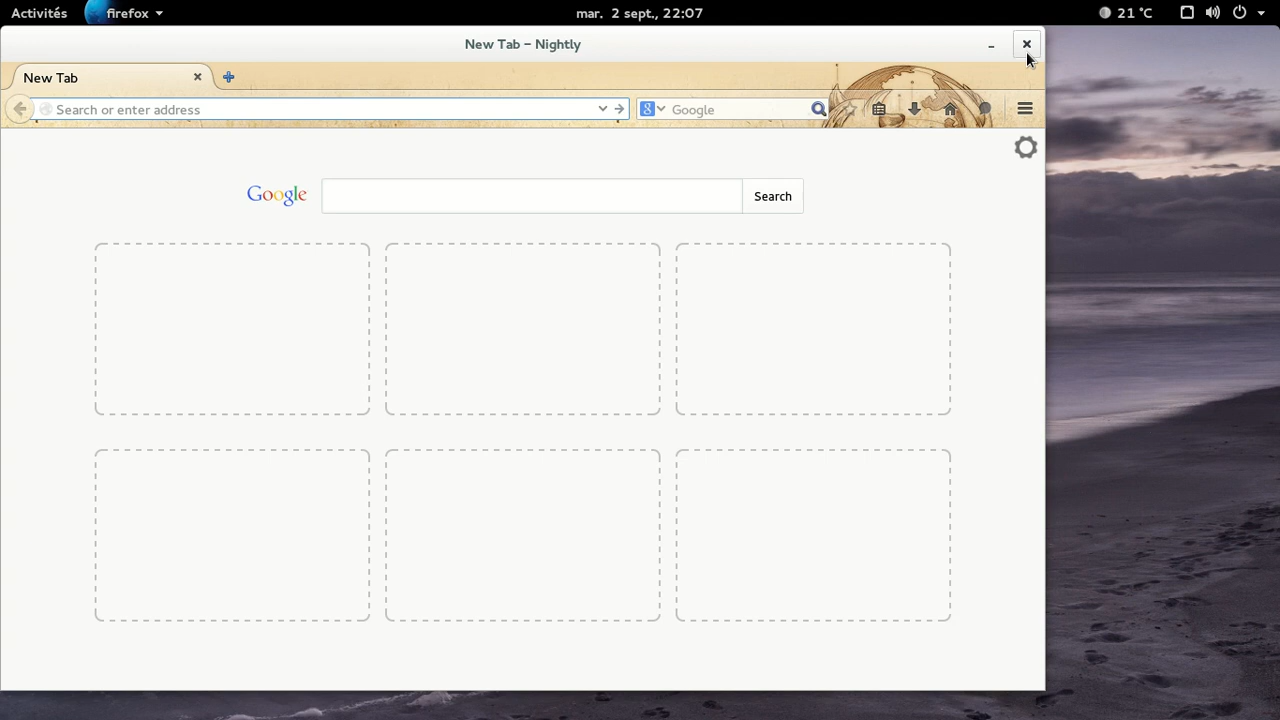 Activités firefox mar. 2 sept., 22:07 21 °C
New Tab – Nightly
New Tab
Search or enter address 8 Google
Google Search